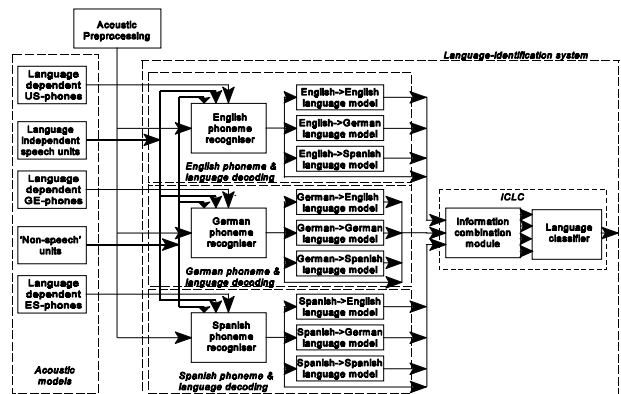 Acoustic
Preprocessing
Language-identification system
Language
dependent
US-phones
Language
independent
speech units
Language
dependent
GE-phones
'Non-speech'
units
Language
dependent
ES-phones
Acoustic
models
English
phoneme
recogniser
English phoneme &
language decoding
English->English
language model
English->German
language model
English->Spanish
language model
German
phoneme
recogniser
German phoneme &
language decoding
German->English
language model
German->German
language model
German->Spanish
language model
Spanish
phoneme
recogniser
Spanish phoneme &
language decoding
Spanish->English
language model
Spanish->German
language model
Spanish->Spanish
language model
ICLC
Information
combination
module
Language
classifier